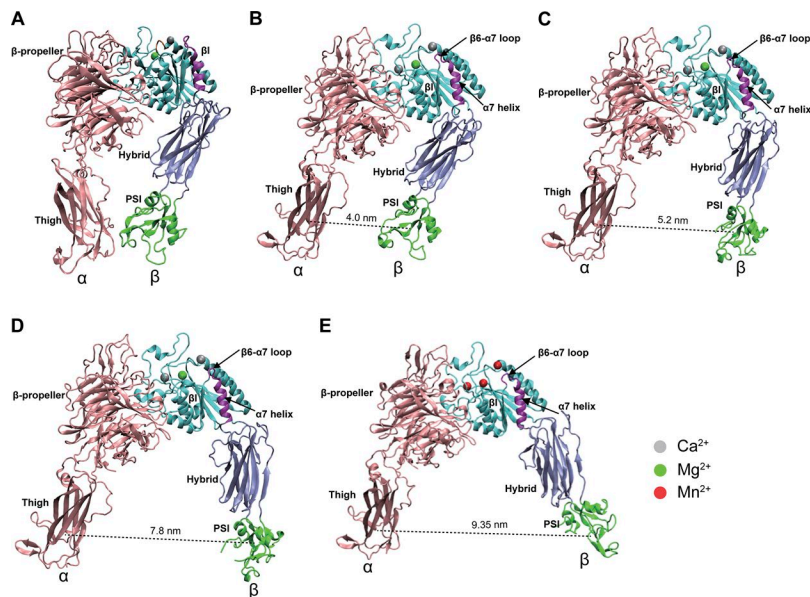 A
β-propeller
βI
Hybrid
PSI
Thigh
α
β
B
β6-α7 loop
β-propeller
βI
α7 helix
Hybrid
PSI
Thigh
4.0 nm
α
β
C
β6-α7 loop
β-propeller
βI
α7 helix
Hybrid
PSI
Thigh
5.2 nm
α
β
D
β6-α7 loop
β-propeller
βI
α7 helix
Hybrid
Thigh
PSI
7.8 nm
α
β
E
β6-α7 loop
β-propeller
βI
α7 helix
Hybrid
Thigh
PSI
9.35 nm
α
β
Ca²⁺
Mg²⁺
Mn²⁺